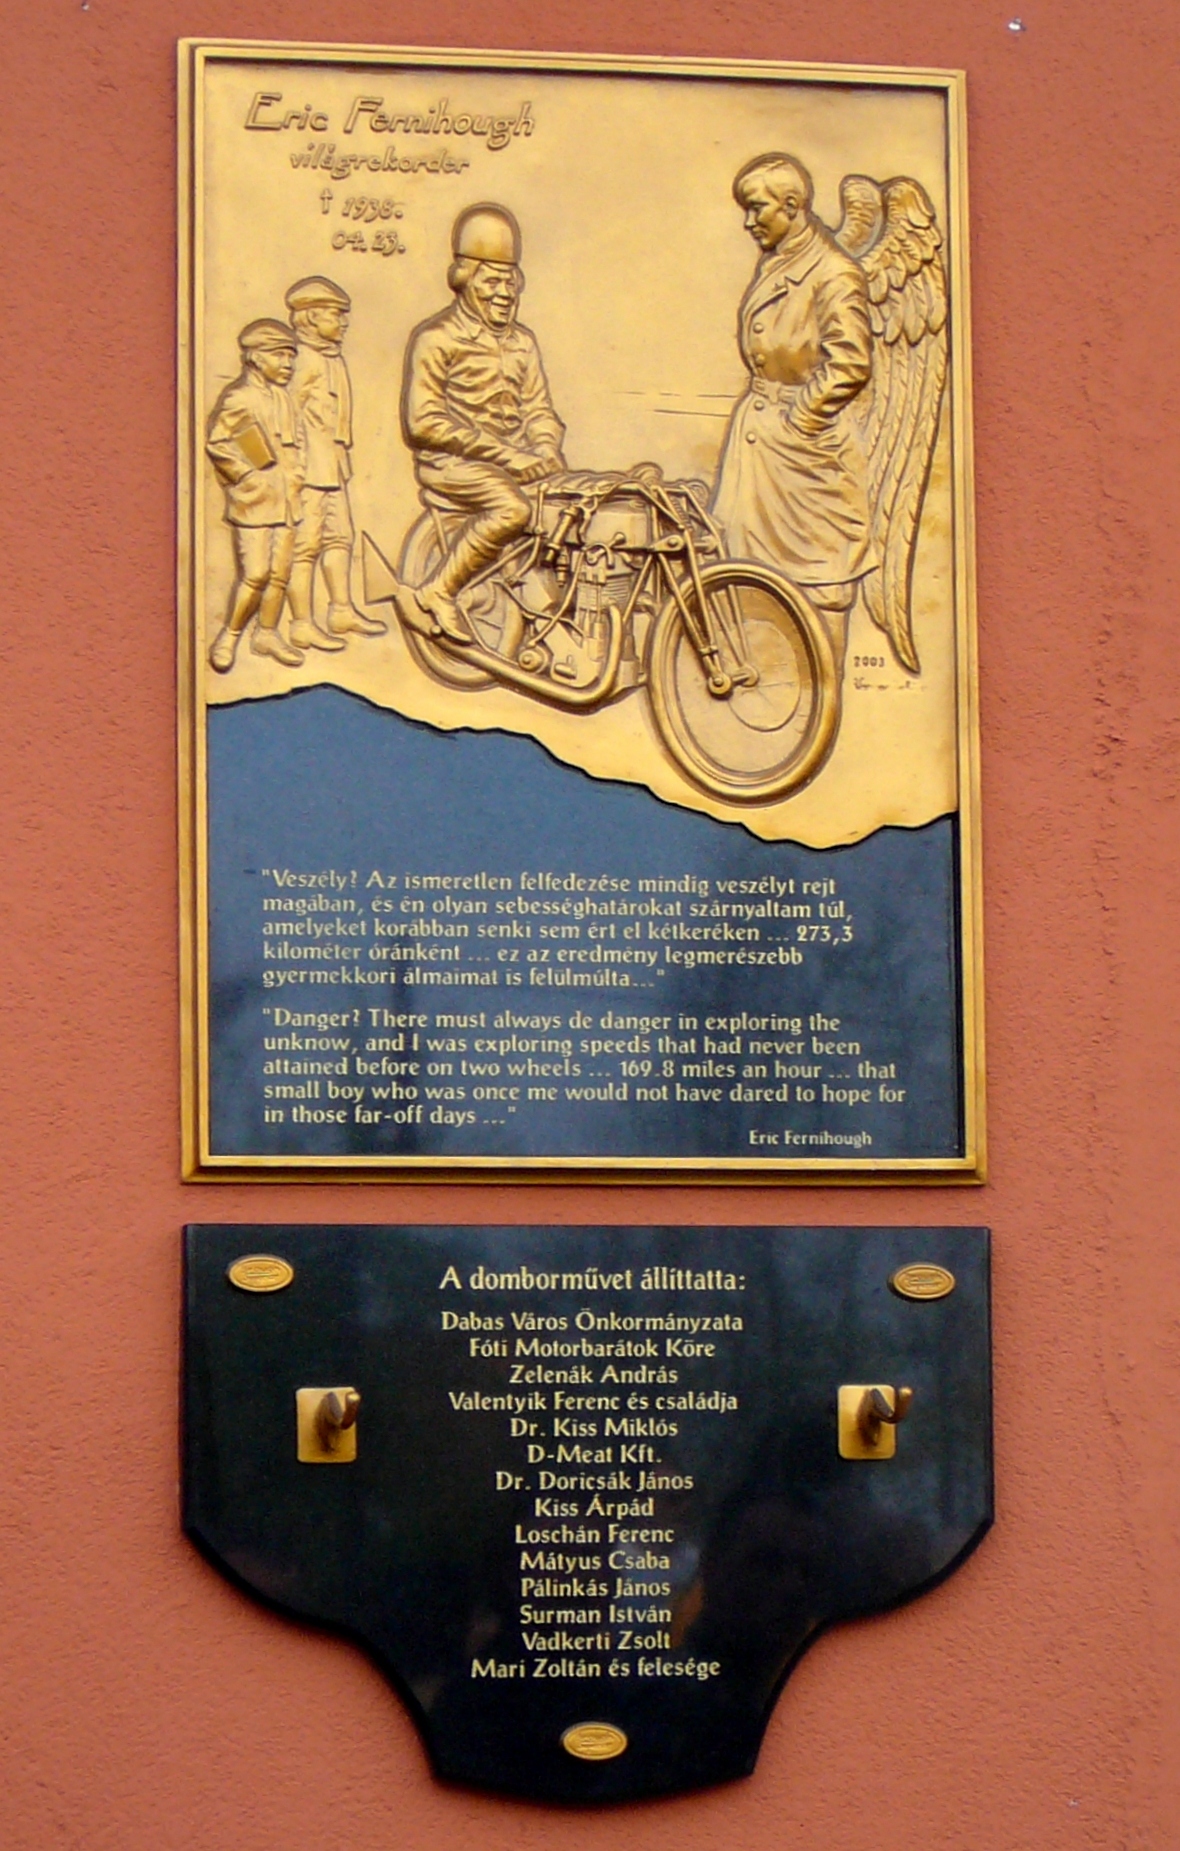 Eric Fernihough
világrekorder
† 1938.
04. 23.
2003
"Veszély? Az ismeretlen felfedezése mindig veszélyt rejt
magában, és én olyan sebességhatárokat szárnyaltam túl,
amelyeket korábban senki sem ért el kétkeréken ... 273,3
kilométer óránként ... ez az eredmény legmerészebb
gyermekkori álmaimat is felülmúlta..."
"Danger? There must always de danger in exploring the
unknow, and I was exploring speeds that had never been
attained before on two wheels ... 169.8 miles an hour ... that
small boy who was once me would not have dared to hope for
in those far-off days ..."
Eric Fernihough
A domborművet állíttatta:
Dabas Város Önkormányzata
Fóti Motorbarátok Köre
Zelenák András
Valentyik Ferenc és családja
Dr. Kiss Miklós
D-Meat Kft.
Dr. Doricsák János
Kiss Árpád
Loschán Ferenc
Mátyus Csaba
Pálinkás János
Surman István
Vadkerti Zsolt
Mari Zoltán és felesége